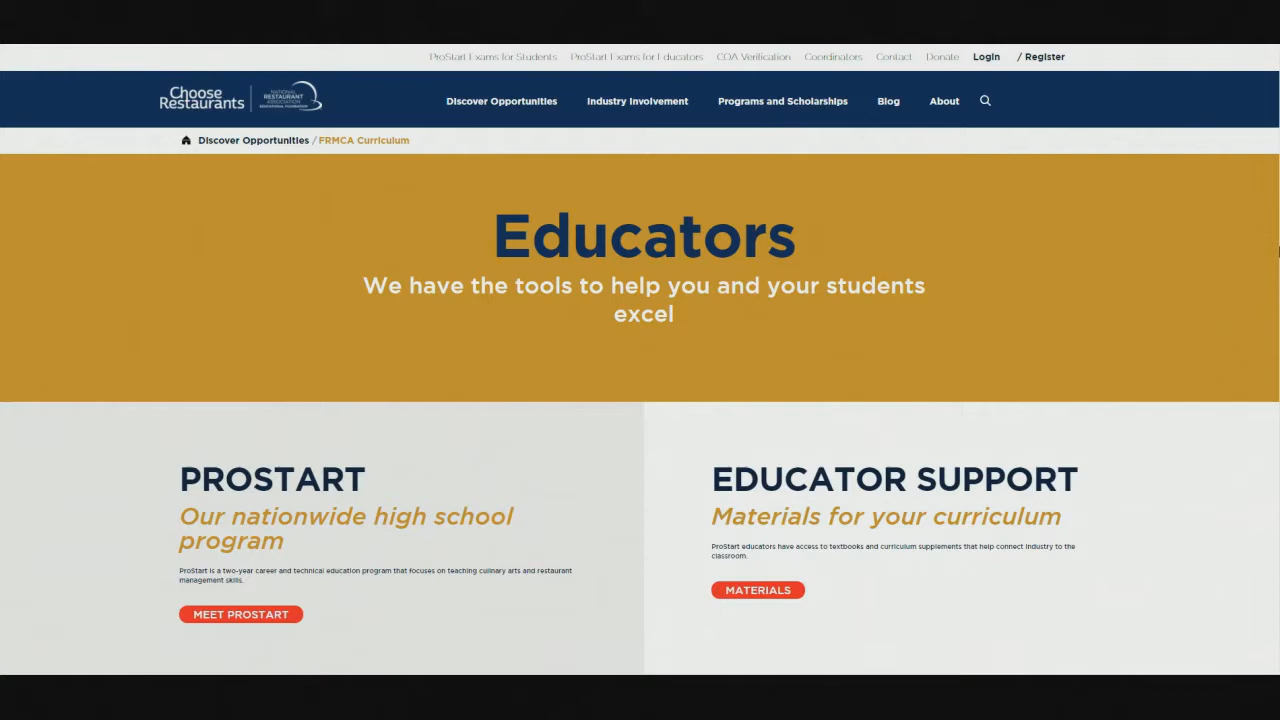 ProStart Exams for Students ProStart Exams for Educators COA Verification Coordinators Contact Donate Login / Register
Choose Restaurants
NATIONAL RESTAURANT ASSOCIATION EDUCATIONAL FOUNDATION
Discover Opportunities Industry Involvement Programs and Scholarships Blog About
Discover Opportunities / FRMCA Curriculum
Educators
We have the tools to help you and your students
excel
PROSTART
Our nationwide high school
program
ProStart is a two-year career and technical education program that focuses on teaching culinary arts and restaurant
management skills.
MEET PROSTART
EDUCATOR SUPPORT
Materials for your curriculum
ProStart educators have access to textbooks and curriculum supplements that help connect industry to the
classroom.
MATERIALS